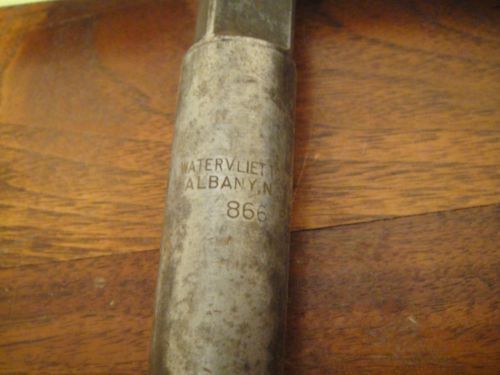 WATERVLIET T
ALBANY, N
866